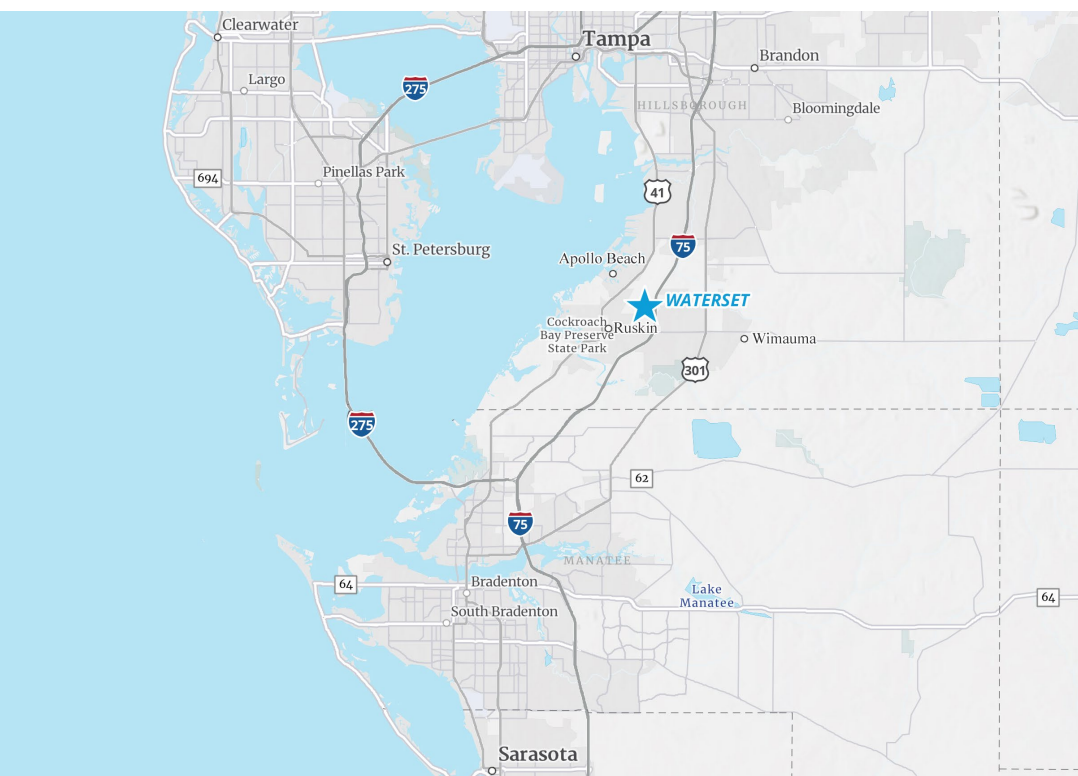 Clearwater
Tampa
Brandon
Largo
275
HILLSBOROUGH
Bloomingdale
Pinellas Park
694
41
St. Petersburg
75
Apollo Beach
WATERSET
Cockroach
Bay Preserve
State Park
Ruskin
Wimauma
301
275
62
75
MANATEE
64
Bradenton
Lake
Manatee
64
South Bradenton
Sarasota